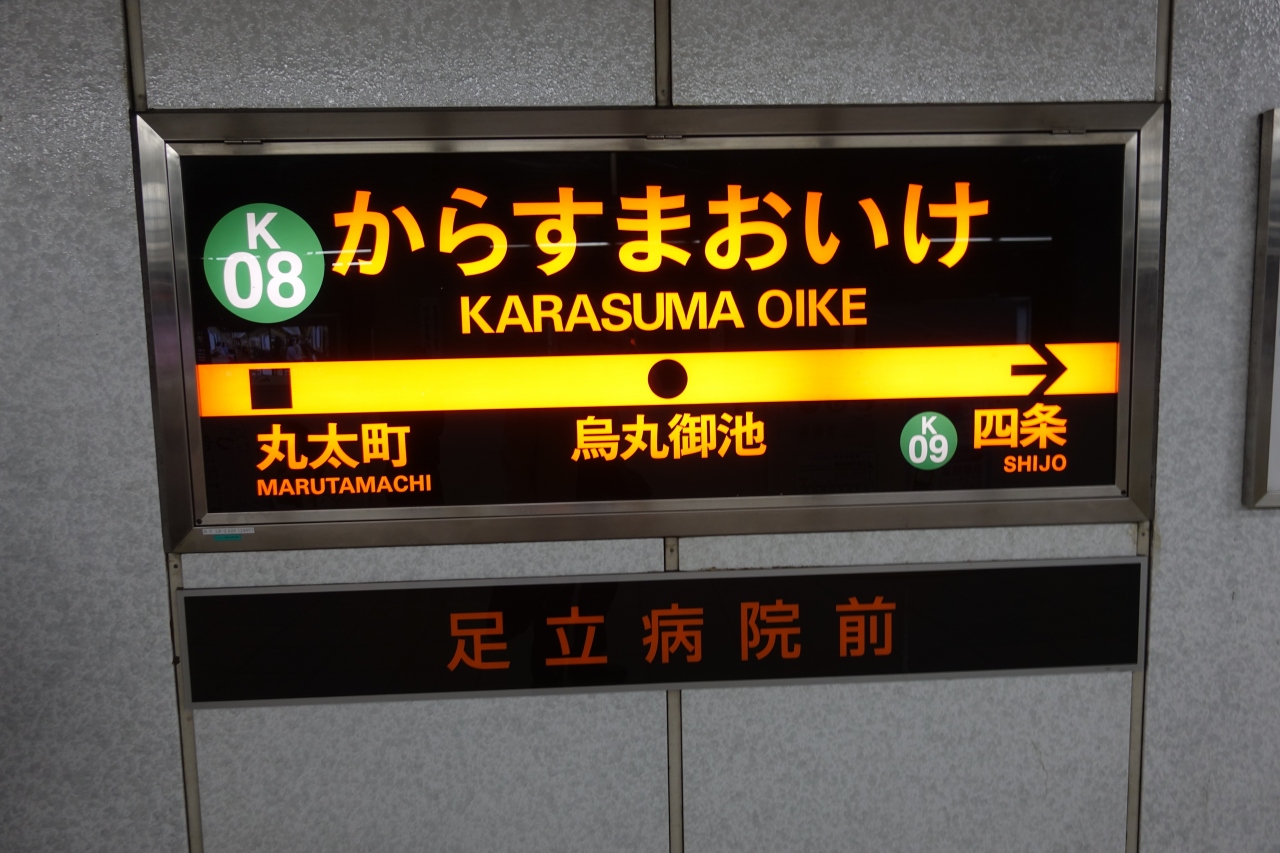 K
08
からすまおいけ
KARASUMA OIKE
丸太町
MARUTAMACHI
烏丸御池
K
09
四条
SHIJO
足立病院前